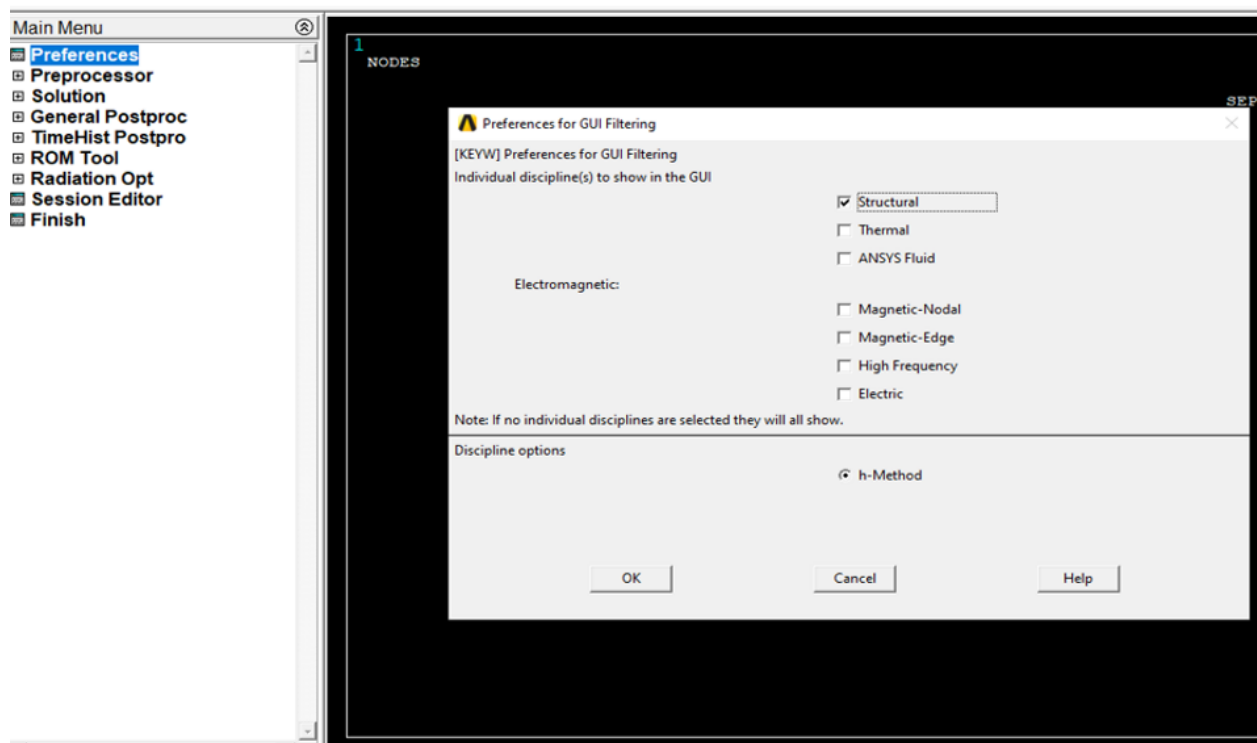 Main Menu
Preferences
Preprocessor
Solution
General Postproc
TimeHist Postpro
ROM Tool
Radiation Opt
Session Editor
Finish
1
NODES
SEP
Preferences for GUI Filtering
[KEYW] Preferences for GUI Filtering
Individual discipline(s) to show in the GUI
Structural
Thermal
ANSYS Fluid
Electromagnetic:
Magnetic-Nodal
Magnetic-Edge
High Frequency
Electric
Note: If no individual disciplines are selected they will all show.
Discipline options
h-Method
OK Cancel Help